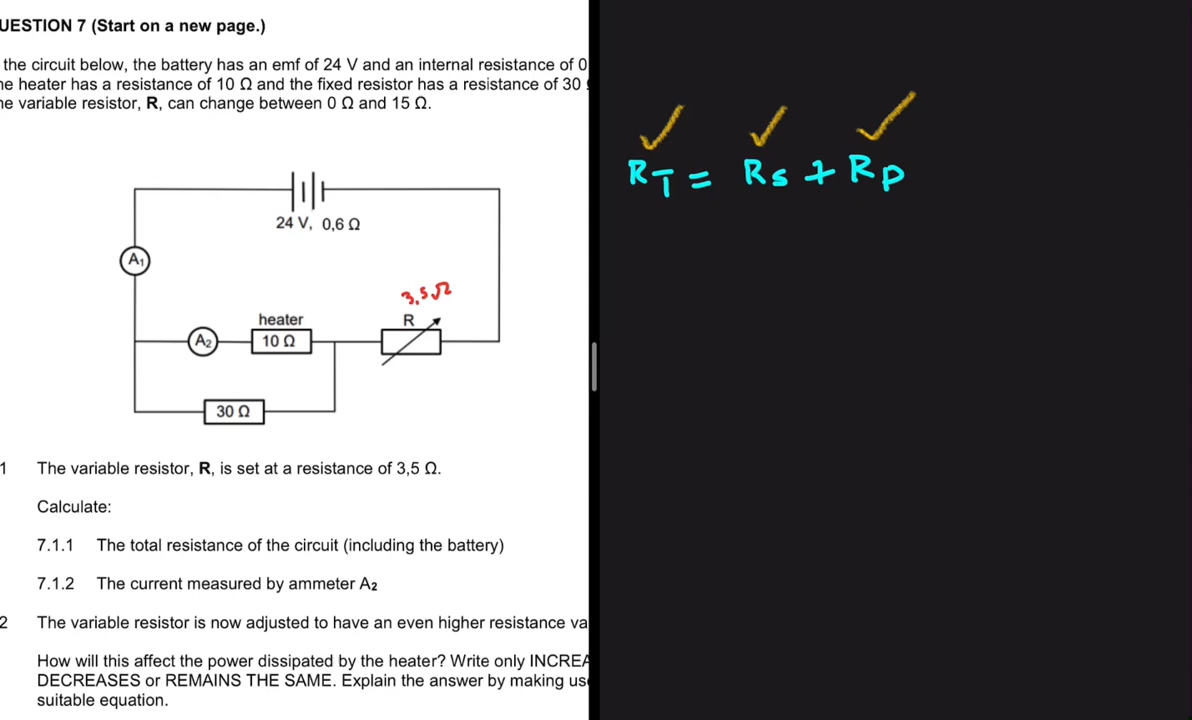 UESTION 7 (Start on a new page.)
the circuit below, the battery has an emf of 24 V and an internal resistance of 0
he heater has a resistance of 10 Ω and the fixed resistor has a resistance of 30
he variable resistor, R, can change between 0 Ω and 15 Ω.
RT = Rs + Rp
24 V, 0,6 Ω
A1
3,5Ω
heater
R
A2
10 Ω
30 Ω
1 The variable resistor, R, is set at a resistance of 3,5 Ω.
Calculate:
7.1.1 The total resistance of the circuit (including the battery)
7.1.2 The current measured by ammeter A2
2 The variable resistor is now adjusted to have an even higher resistance va
How will this affect the power dissipated by the heater? Write only INCREA
DECREASES or REMAINS THE SAME. Explain the answer by making us
suitable equation.